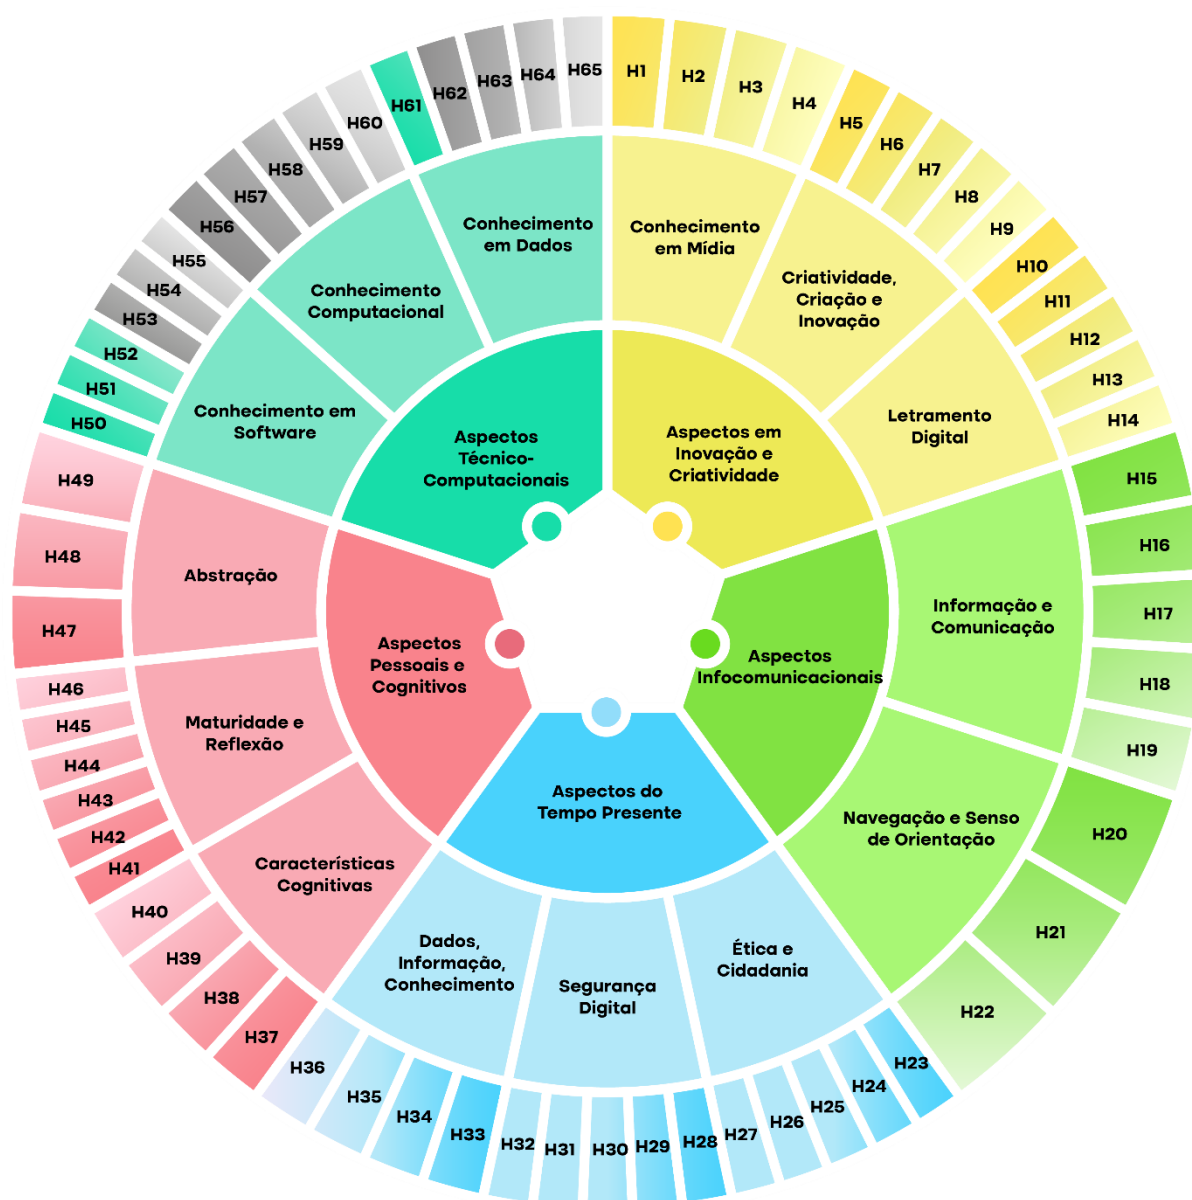 H1
H2
H3
H4
H5
H6
H7
H8
H9
H10
H11
H12
H13
H14
H15
H16
H17
H18
H19
H20
H21
H22
H23
H24
H25
H26
H27
H28
H29
H30
H31
H32
H33
H34
H35
H36
H37
H38
H39
H40
H41
H42
H43
H44
H45
H46
H47
H48
H49
H50
H51
H52
H53
H54
H55
H56
H57
H58
H59
H60
H61
H62
H63
H64
H65
Conhecimento
em Mídia
Criatividade,
Criação e
Inovação
Letramento
Digital
Informação e
Comunicação
Navegação e Senso
de Orientação
Ética e
Cidadania
Segurança
Digital
Dados,
Informação,
Conhecimento
Características
Cognitivas
Maturidade e
Reflexão
Abstração
Conhecimento em
Software
Conhecimento
Computacional
Conhecimento
em Dados
Aspectos em
Inovação e
Criatividade
Aspectos
Infocomunicacionais
Aspectos do
Tempo Presente
Aspectos
Pessoais e
Cognitivos
Aspectos
Técnico-
Computacionais